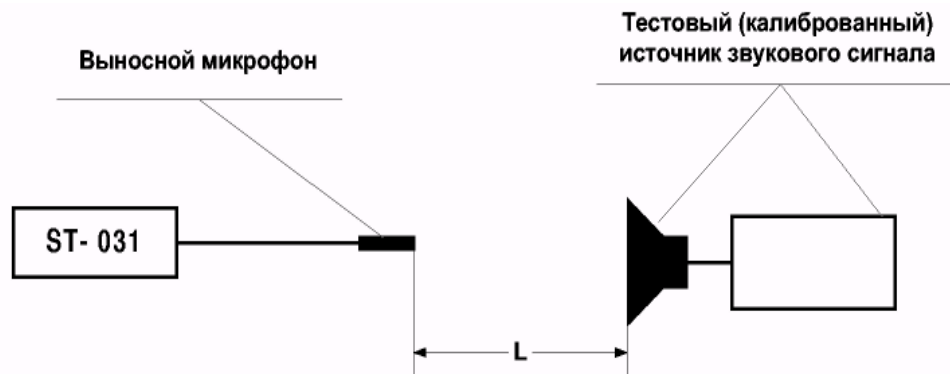 Тестовый (калиброванный)
источник звукового сигнала
Выносной микрофон
ST- 031
L